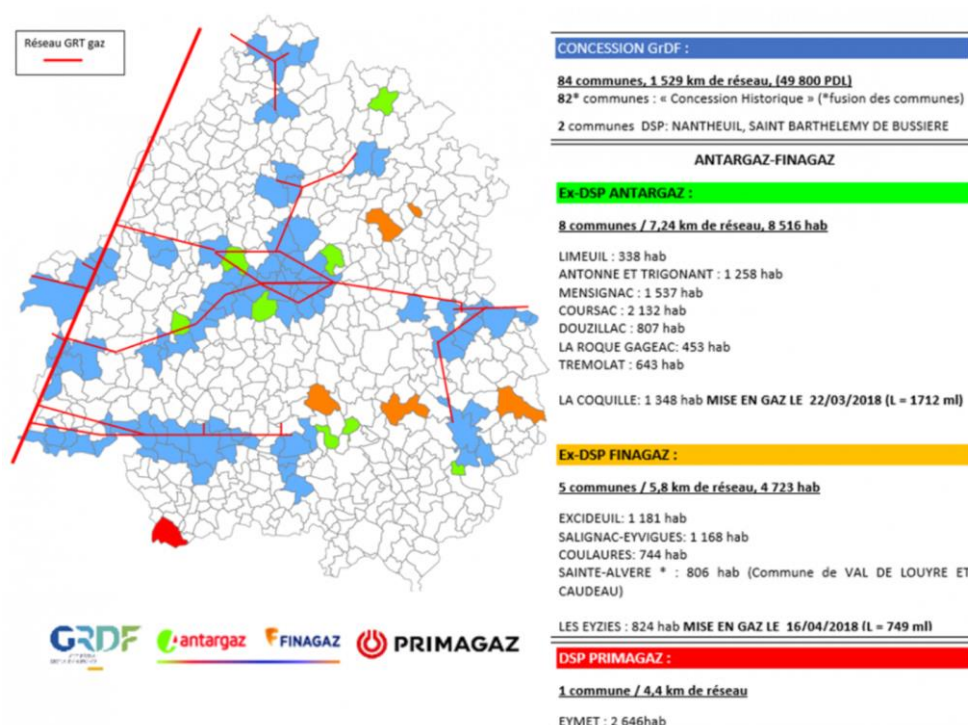 Réseau GRT gaz
CONCESSION GrDF :
84 communes, 1 529 km de réseau, (49 800 PDL)
82* communes : « Concession Historique » (*fusion des communes)
2 communes DSP: NANTHEUIL, SAINT BARTHELEMY DE BUSSIERE
ANTARGAZ-FINAGAZ
Ex-DSP ANTARGAZ :
8 communes / 7,24 km de réseau, 8 516 hab
LIMEUIL : 338 hab
ANTONNE ET TRIGONANT : 1 258 hab
MENSIGNAC : 1 537 hab
COURSAC : 2 132 hab
DOUZILLAC : 807 hab
LA ROQUE GAGEAC: 453 hab
TREMOLAT : 643 hab
LA COQUILLE: 1 348 hab MISE EN GAZ LE 22/03/2018 (L = 1712 ml)
Ex-DSP FINAGAZ :
5 communes / 5,8 km de réseau, 4 723 hab
EXCIDEUIL: 1 181 hab
SALIGNAC-EYVIGUES: 1 168 hab
COULAURES: 744 hab
SAINTE-ALVERE * : 806 hab (Commune de VAL DE LOUYRE ET
CAUDEAU)
LES EYZIES : 824 hab MISE EN GAZ LE 16/04/2018 (L = 749 ml)
DSP PRIMAGAZ :
1 commune / 4,4 km de réseau
EYMET : 2 646hab
GRDF
antargaz
FINAGAZ
PRIMAGAZ